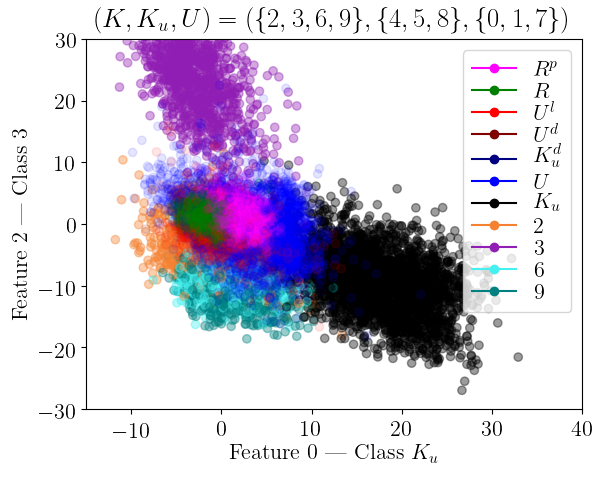 (K, K_u, U) = ({2, 3, 6, 9}, {4, 5, 8}, {0, 1, 7})
30
20
10
0
−10
−20
−30
Feature 2 — Class 3
−10
0
10
20
30
40
Feature 0 — Class K_u
R^p
R
U^l
U^d
K_u^d
U
K_u
2
3
6
9